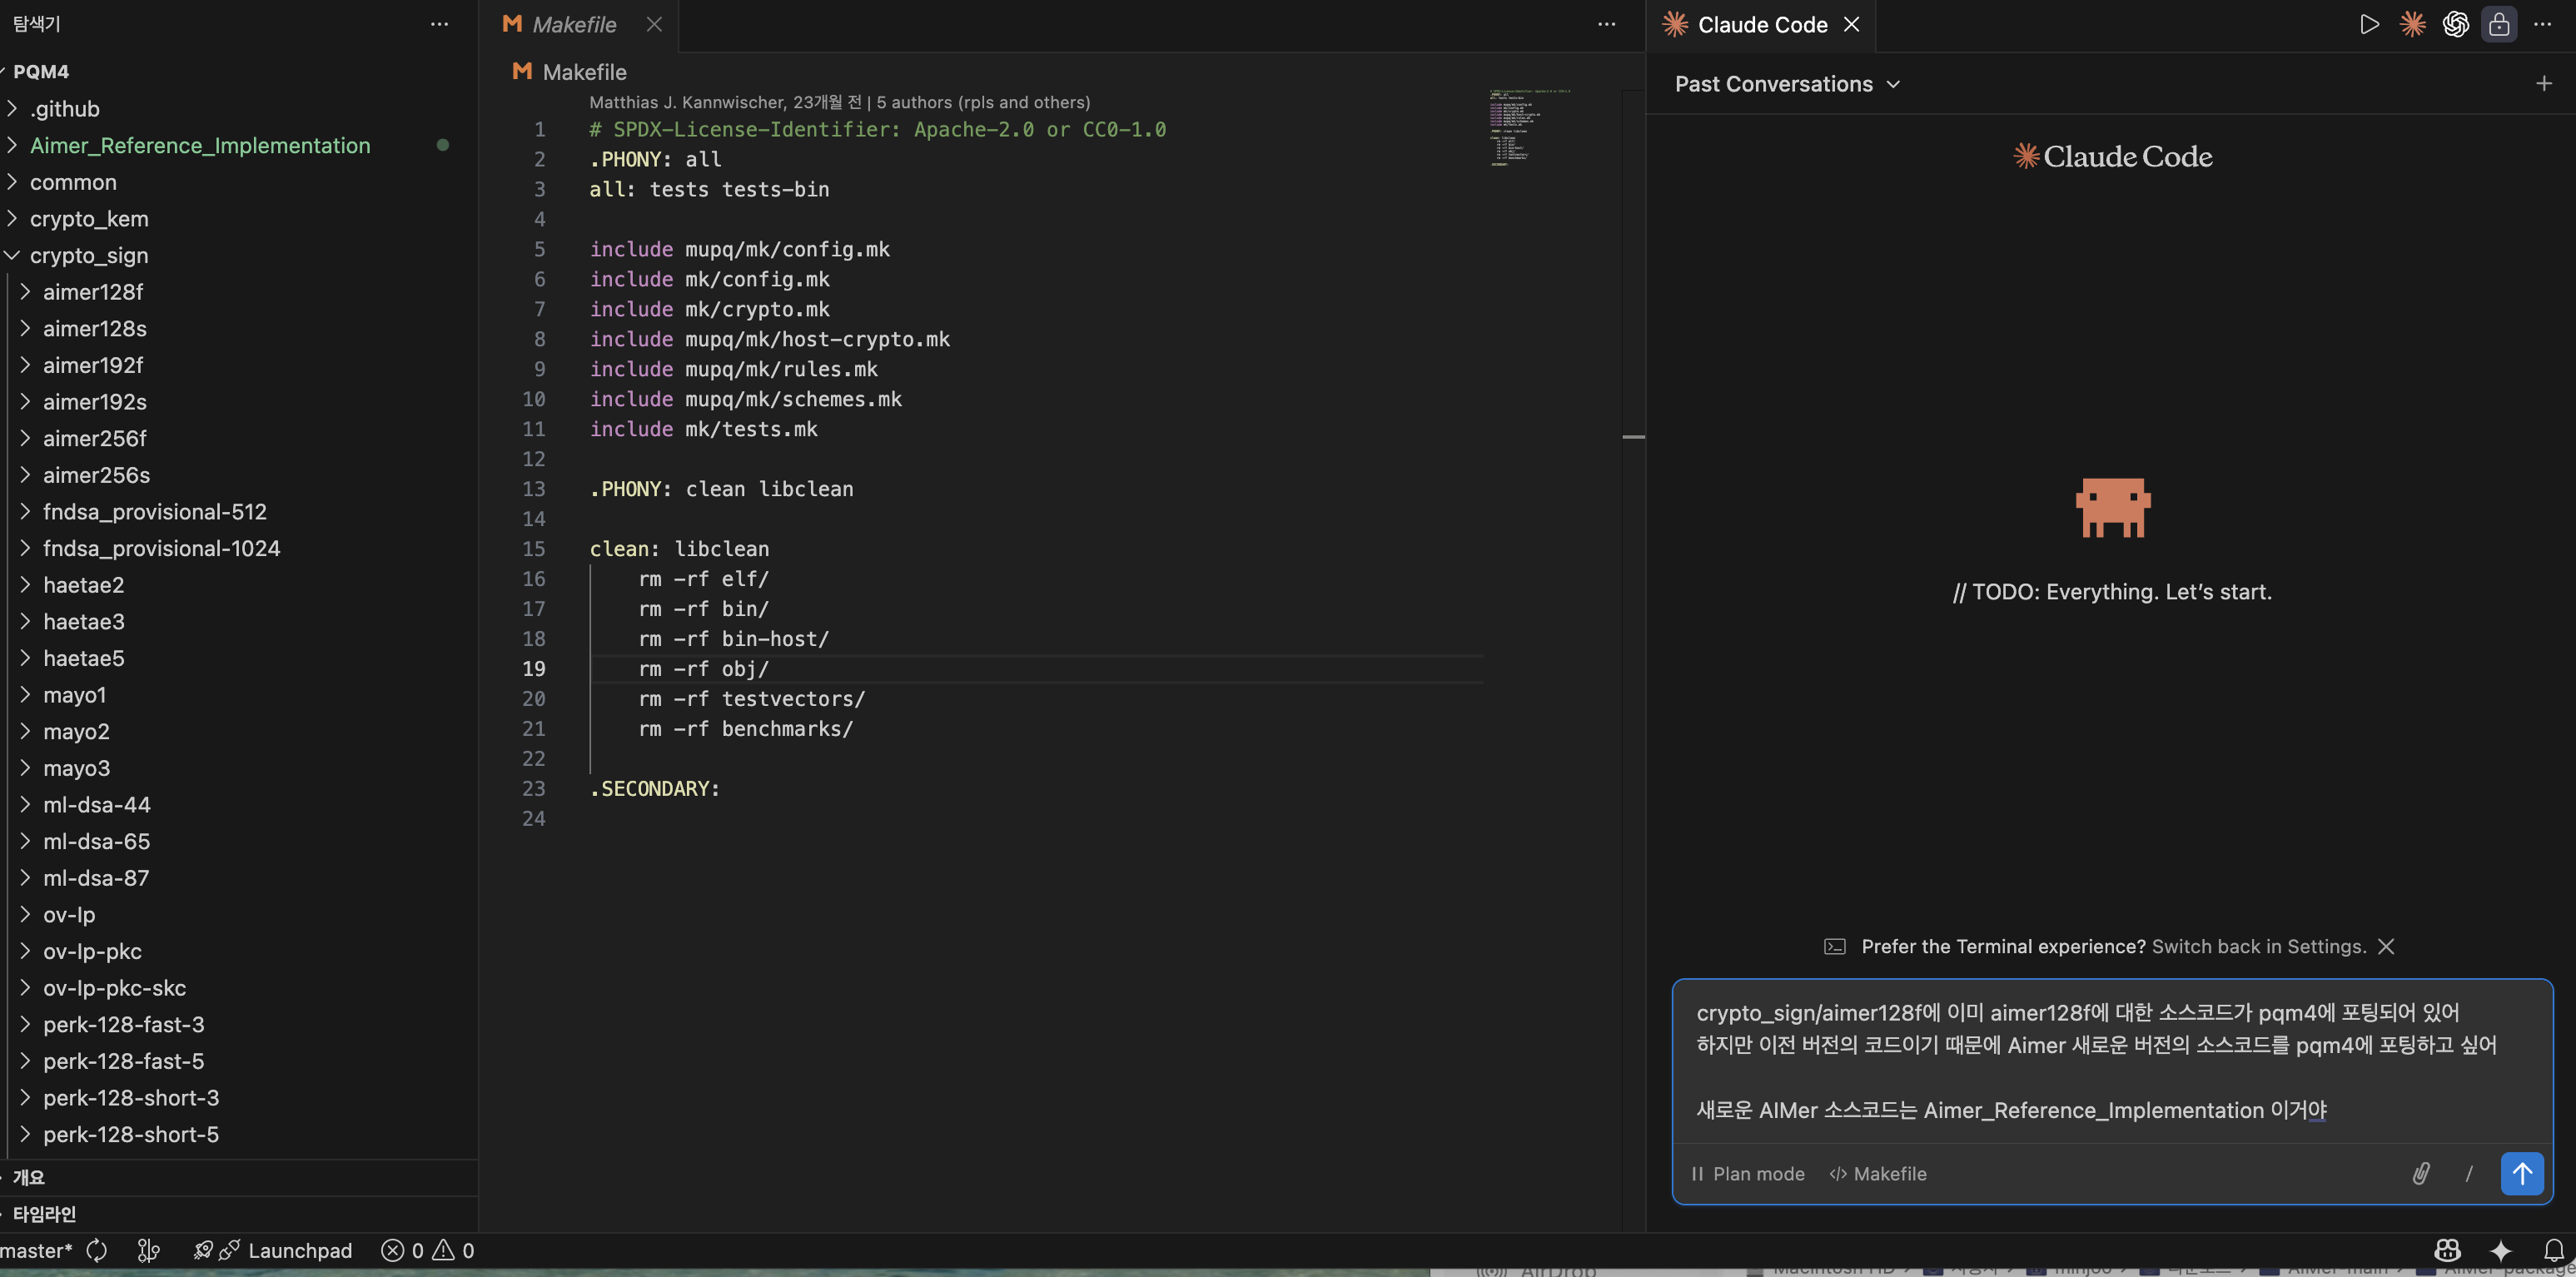 탐색기
PQM4
.github
Aimer_Reference_Implementation
common
crypto_kem
crypto_sign
aimer128f
aimer128s
aimer192f
aimer192s
aimer256f
aimer256s
fndsa_provisional-512
fndsa_provisional-1024
haetae2
haetae3
haetae5
mayo1
mayo2
mayo3
ml-dsa-44
ml-dsa-65
ml-dsa-87
ov-Ip
ov-Ip-pkc
ov-Ip-pkc-skc
perk-128-fast-3
perk-128-fast-5
perk-128-short-3
perk-128-short-5
개요
타임라인
M Makefile
M Makefile
Matthias J. Kannwischer, 23개월 전 | 5 authors (rpls and others)
1 # SPDX-License-Identifier: Apache-2.0 or CC0-1.0
2 .PHONY: all
3 all: tests tests-bin
4
5 include mupq/mk/config.mk
6 include mk/config.mk
7 include mk/crypto.mk
8 include mupq/mk/host-crypto.mk
9 include mupq/mk/rules.mk
10 include mupq/mk/schemes.mk
11 include mk/tests.mk
12
13 .PHONY: clean libclean
14
15 clean: libclean
16 rm -rf elf/
17 rm -rf bin/
18 rm -rf bin-host/
19 rm -rf obj/
20 rm -rf testvectors/
21 rm -rf benchmarks/
22
23 .SECONDARY:
24
Claude Code
Past Conversations
Claude Code
// TODO: Everything. Let's start.
Prefer the Terminal experience? Switch back in Settings.
crypto_sign/aimer128f에 이미 aimer128f에 대한 소스코드가 pqm4에 포팅되어 있어
하지만 이전 버전의 코드이기 때문에 Aimer 새로운 버전의 소스코드를 pqm4에 포팅하고 싶어
새로운 AIMer 소스코드는 Aimer_Reference_Implementation 이거야
Plan mode </> Makefile /
master* Launchpad 0 0